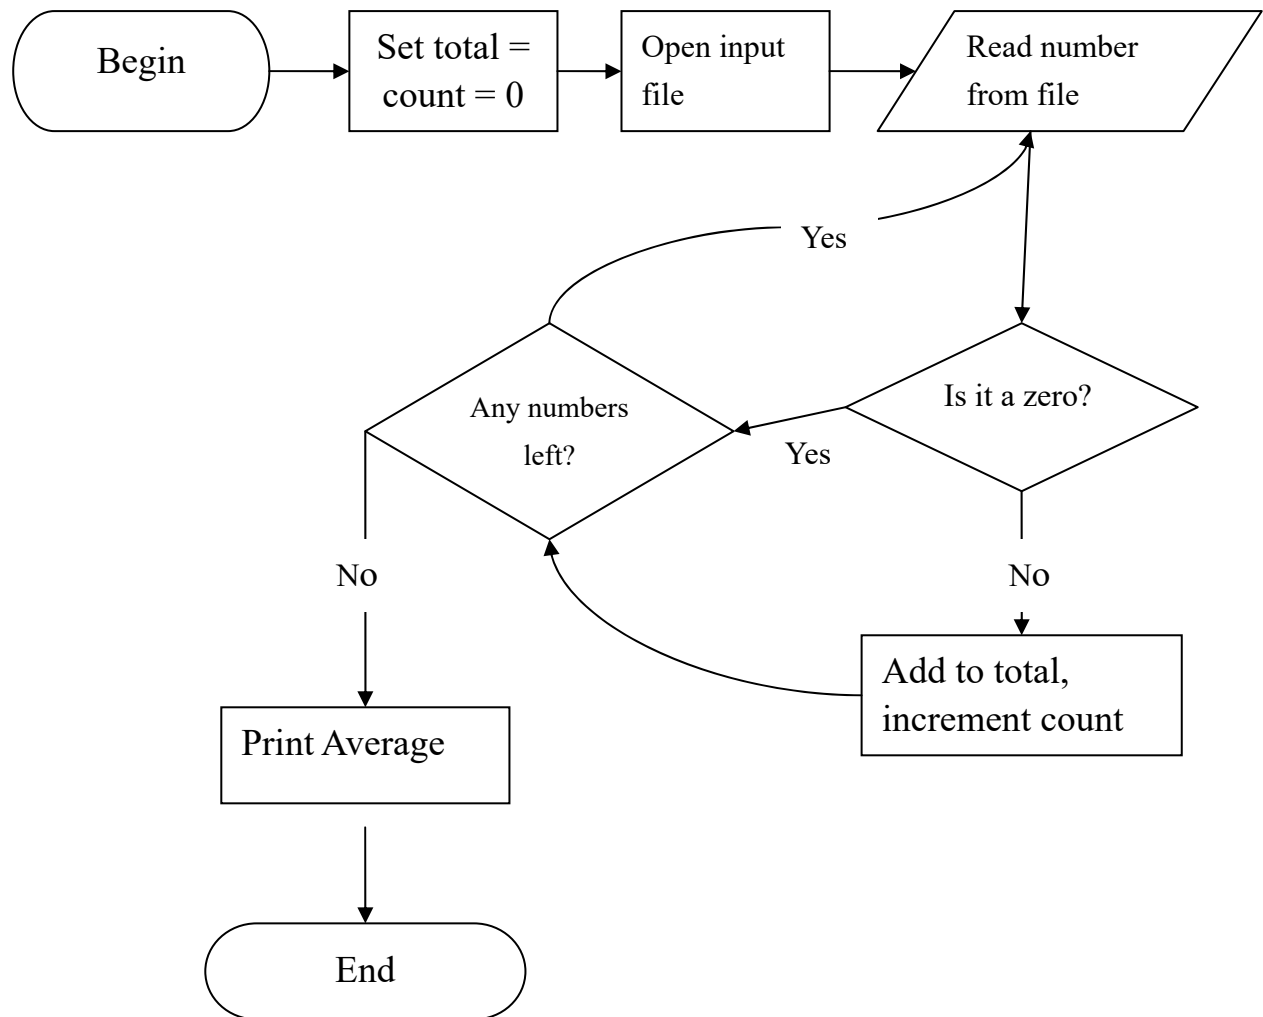 Begin
Set total =
count = 0
Open input
file
Read number
from file
Yes
Is it a zero?
Any numbers
left?
Yes
No
No
Add to total,
increment count
Print Average
End